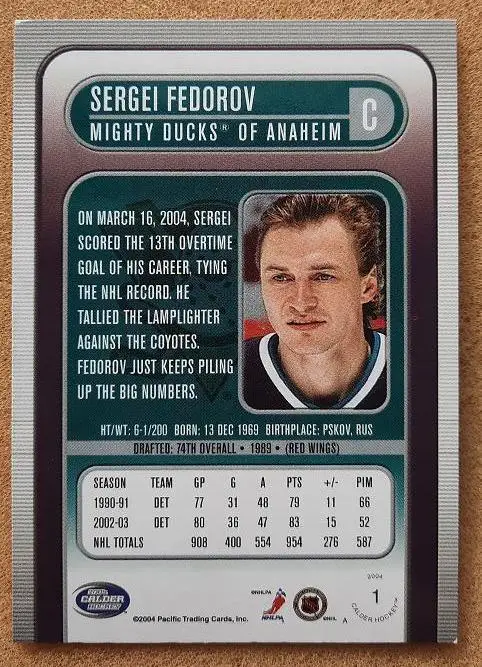 SERGEI FEDOROV
C
MIGHTY DUCKS® OF ANAHEIM
ON MARCH 16, 2004, SERGEI
SCORED THE 13TH OVERTIME
GOAL OF HIS CAREER, TYING
THE NHL RECORD. HE
TALLIED THE LAMPLIGHTER
AGAINST THE COYOTES.
FEDOROV JUST KEEPS PILING
UP THE BIG NUMBERS.
HT/WT: 6-1/200 BORN: 13 DEC 1969 BIRTHPLACE: PSKOV, RUS
DRAFTED: 74TH OVERALL • 1989 • (RED WINGS)
SEASON TEAM GP G A PTS +/- PIM
1990-91 DET 77 31 48 79 11 66
2002-03 DET 80 36 47 83 15 52
NHL TOTALS 908 400 554 954 276 587
CALDER
HOCKEY
©2004 Pacific Trading Cards, Inc.
©NHLPA
NHLPA
NHL
©NHL
2004
1
A CALDER HOCKEY™